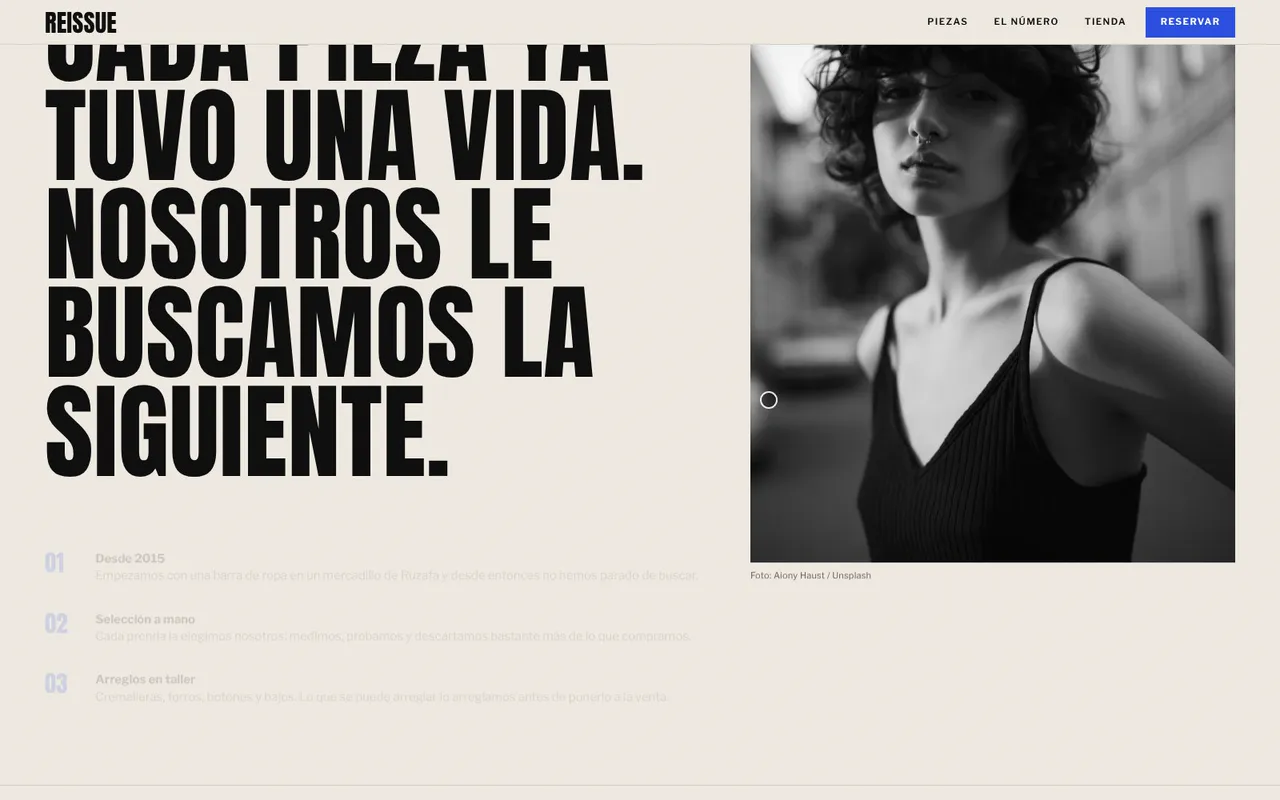 REISSUE
PIEZAS
EL NÚMERO
TIENDA
RESERVAR
CADA PIEZA YA
TUVO UNA VIDA.
NOSOTROS LE
BUSCAMOS LA
SIGUIENTE.
01
Desde 2015
Empezamos con una barra de ropa en un mercadillo de Ruzafa y desde entonces no hemos parado de buscar.
02
Selección a mano
Cada prenda la elegimos nosotros: medimos, probamos y descartamos bastante más de lo que compramos.
03
Arreglos en taller
Cremalleras, forros, botones y bajos. Lo que se puede arreglar lo arreglamos antes de ponerlo a la venta.
Foto: Aiony Haust / Unsplash